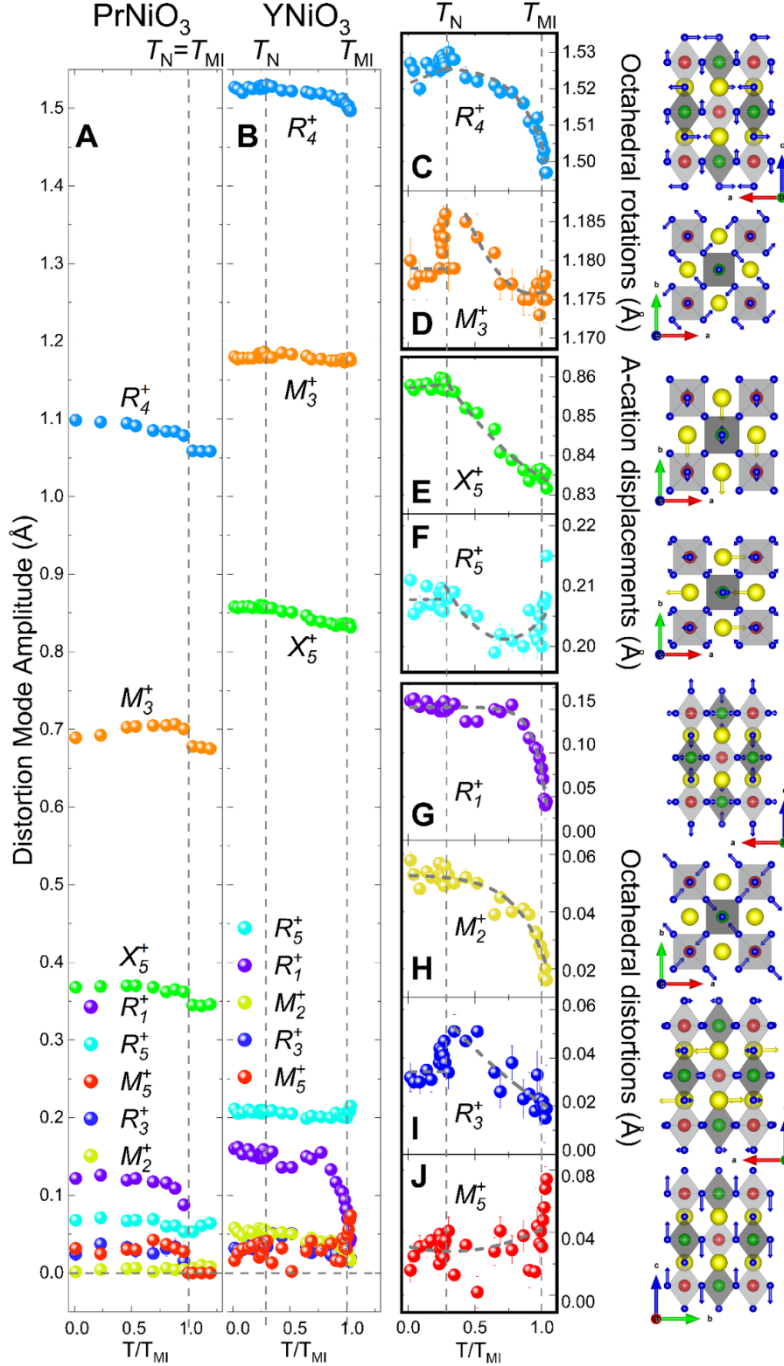 PrNiO3 YNiO3
TN=TMI TN TMI
A
B
Distortion Mode Amplitude (Å)
1.5
1.4
1.3
1.2
1.1
1.0
0.9
0.8
0.7
0.6
0.5
0.4
0.3
0.2
0.1
0.0
R4+
M3+
X5+
R1+
R5+
M5+
R3+
M2+
R4+
M3+
X5+
R5+
R1+
M2+
R3+
M5+
0.0 0.5 1.0
T/TMI
0.0 0.5 1.0
T/TMI
TN TMI
C
R4+
1.53
1.52
1.51
1.50
D
M3+
1.185
1.180
1.175
1.170
Octahedral rotations (Å)
E
X5+
0.86
0.85
0.84
0.83
F
R5+
0.22
0.21
0.20
A-cation displacements (Å)
G
R1+
0.15
0.10
0.05
0.00
H
M2+
0.06
0.04
0.02
I
R3+
0.06
0.04
0.02
0.00
J
M5+
0.08
0.04
0.00
Octahedral distortions (Å)
0.0 0.5 1.0
T/TMI
c
a
b
a
b
a
b
a
a
b
a
a
c
b